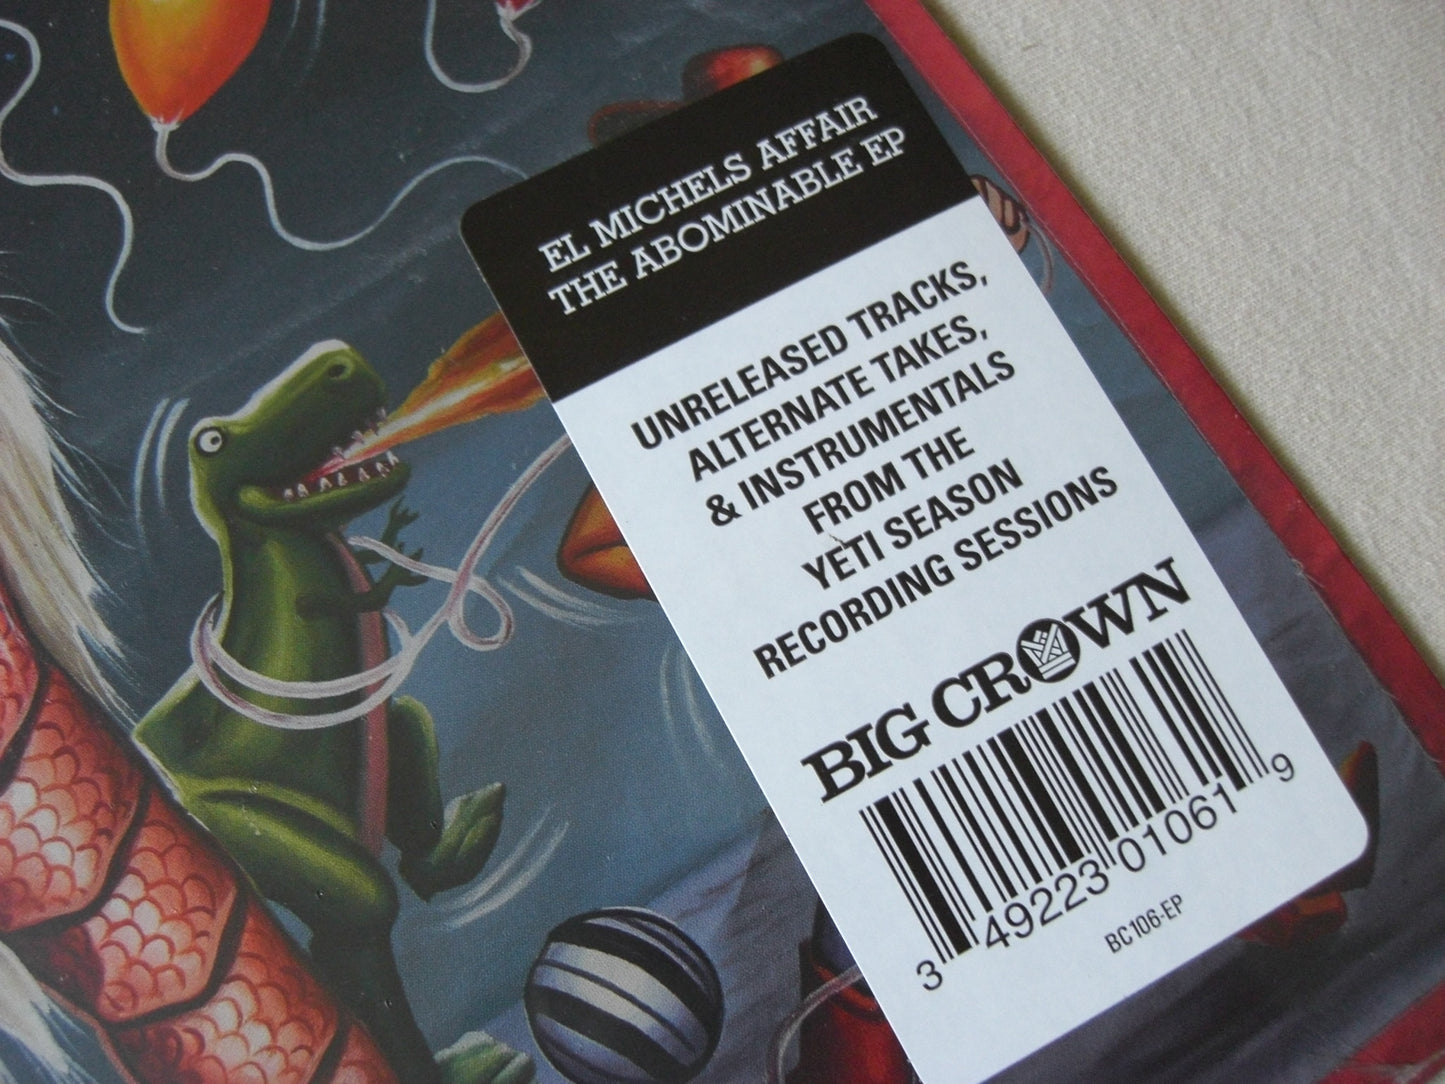 EL MICHELS AFFAIR
THE ABOMINABLE EP
UNRELEASED TRACKS,
ALTERNATE TAKES,
& INSTRUMENTALS
FROM THE
YETI SEASON
RECORDING SESSIONS
BIG CROWN
3 49223 01061 9
BC106-EP